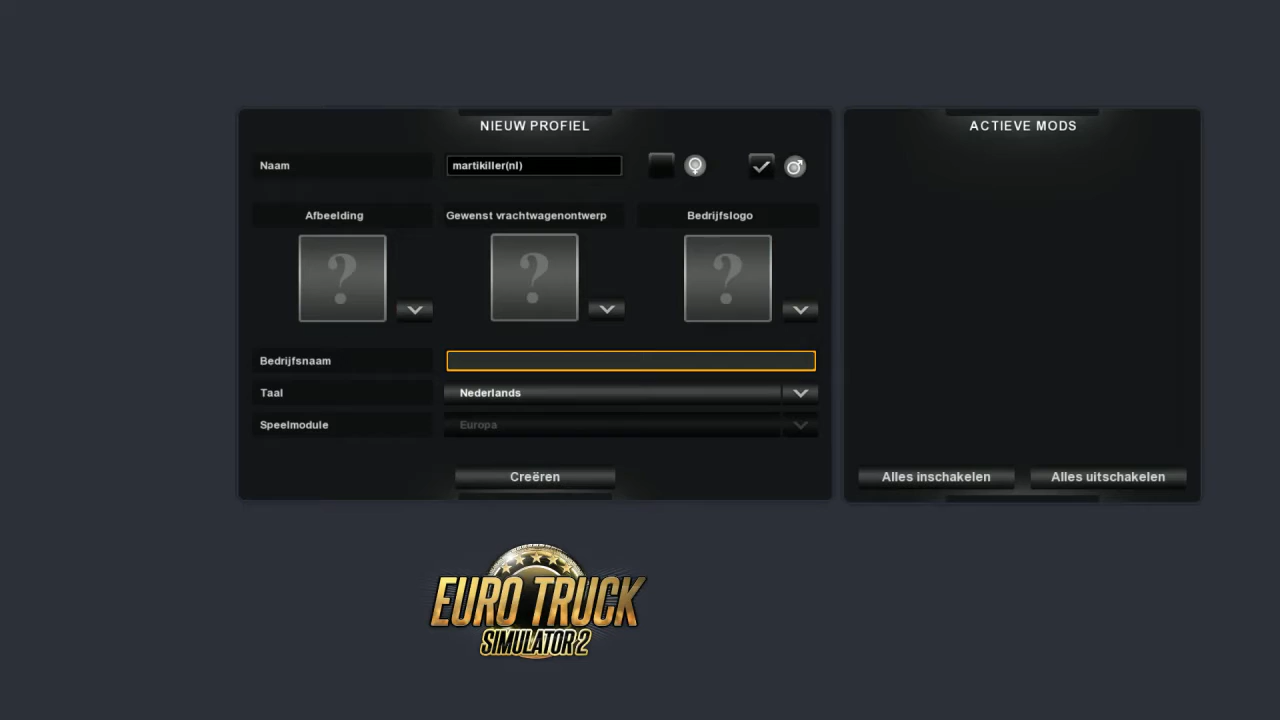 NIEUW PROFIEL
Naam
martikiller(nl)
Afbeelding
Gewenst vrachtwagenontwerp
Bedrijfslogo
?
?
?
Bedrijfsnaam
Taal
Nederlands
Speelmodule
Europa
Creëren
ACTIEVE MODS
Alles inschakelen
Alles uitschakelen
EURO TRUCK
SIMULATOR 2